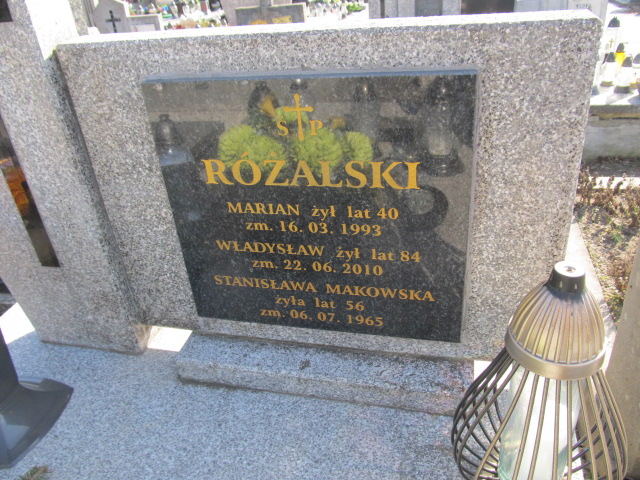 Ś P
RÓZALSKI
MARIAN żył lat 40
zm. 16. 03. 1993
WŁADYSŁAW żył lat 84
zm. 22. 06. 2010
STANISŁAWA MAKOWSKA
żyła lat 56
zm. 06. 07. 1965